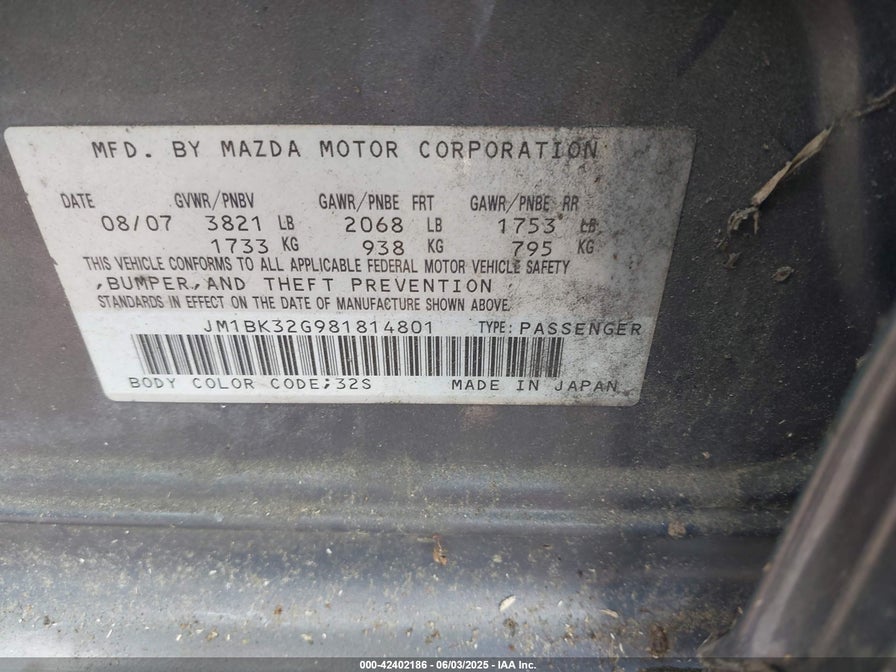 MFD. BY MAZDA MOTOR CORPORATION
DATE GVWR/PNBV GAWR/PNBE FRT GAWR/PNBE RR
08/07 3821 LB 2068 LB 1753 LB
1733 KG 938 KG 795 KG
THIS VEHICLE CONFORMS TO ALL APPLICABLE FEDERAL MOTOR VEHICLE SAFETY
,BUMPER,AND THEFT PREVENTION
STANDARDS IN EFFECT ON THE DATE OF MANUFACTURE SHOWN ABOVE.
JM1BK32G981814801 TYPE: PASSENGER
BODY COLOR CODE;32S MADE IN JAPAN
000-42402186 - 06/03/2025 - IAA Inc.